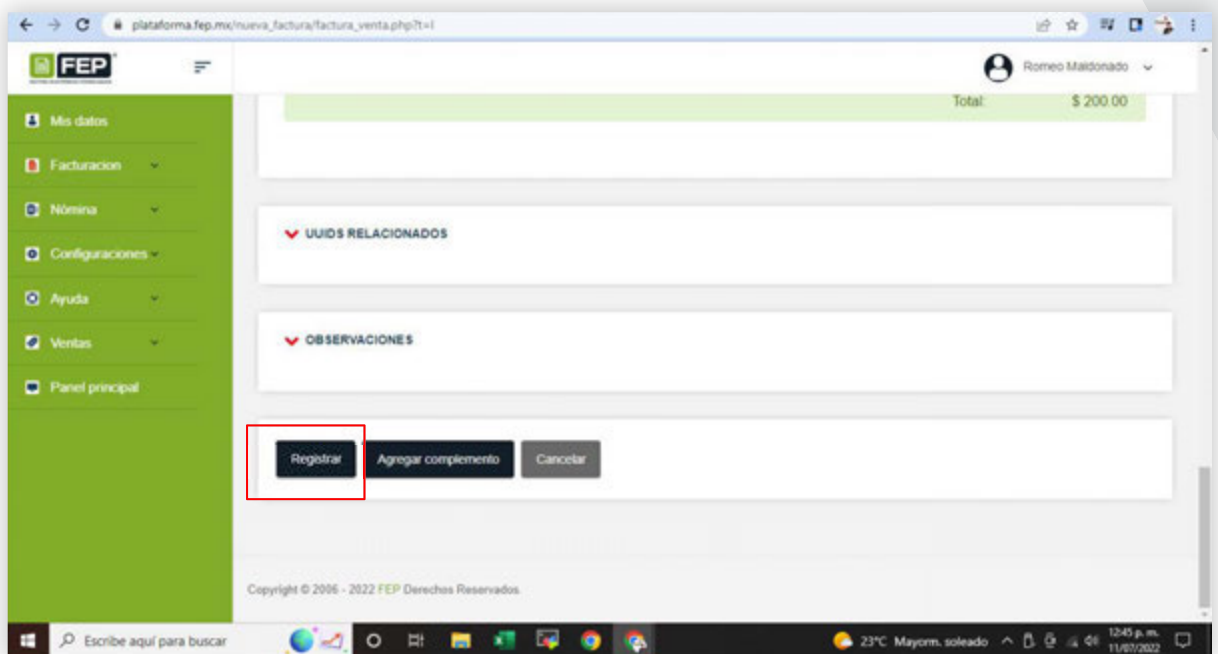 plataforma.fep.mx/nueva_factura/factura_venta.php?t=I
FEP
Romeo Maldonado
Total: $ 200.00
Mis datos
Facturacion
Nómina
Configuraciones
Ayuda
Ventas
Panel principal
UUIDS RELACIONADOS
OBSERVACIONES
Registrar Agregar complemento Cancelar
Copyright © 2006 - 2022 FEP Derechos Reservados.
Escribe aquí para buscar
23°C Mayorm. soleado
12:45 p. m.
11/07/2022